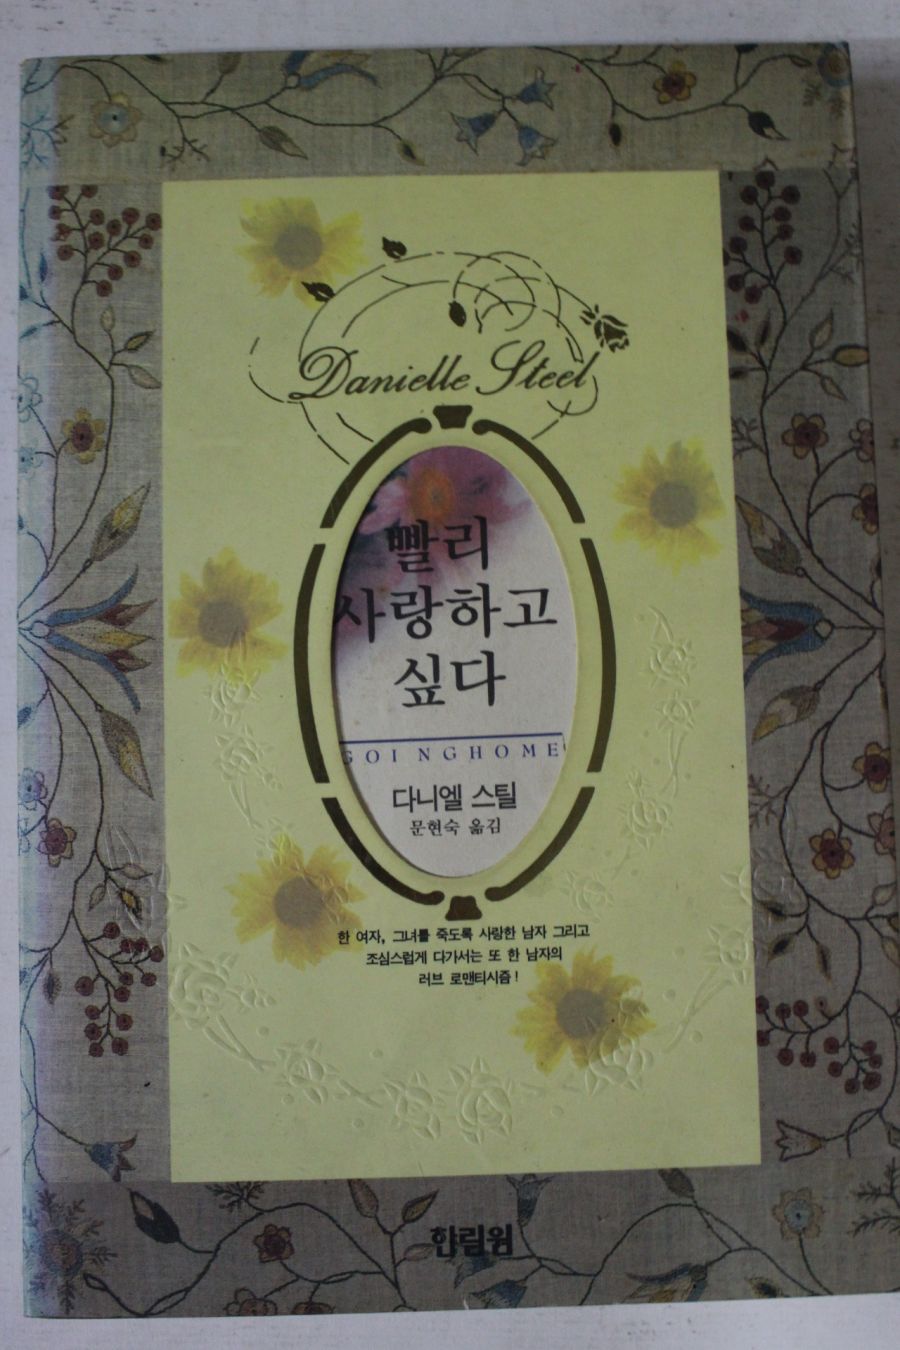 Danielle Steel
빨리
사랑하고
싶다
GOING HOME
다니엘 스틸
문현숙 옮김
한 여자, 그녀를 죽도록 사랑한 남자 그리고
조심스럽게 다가서는 또 한 남자의
러브 로맨티시즘!
한림원